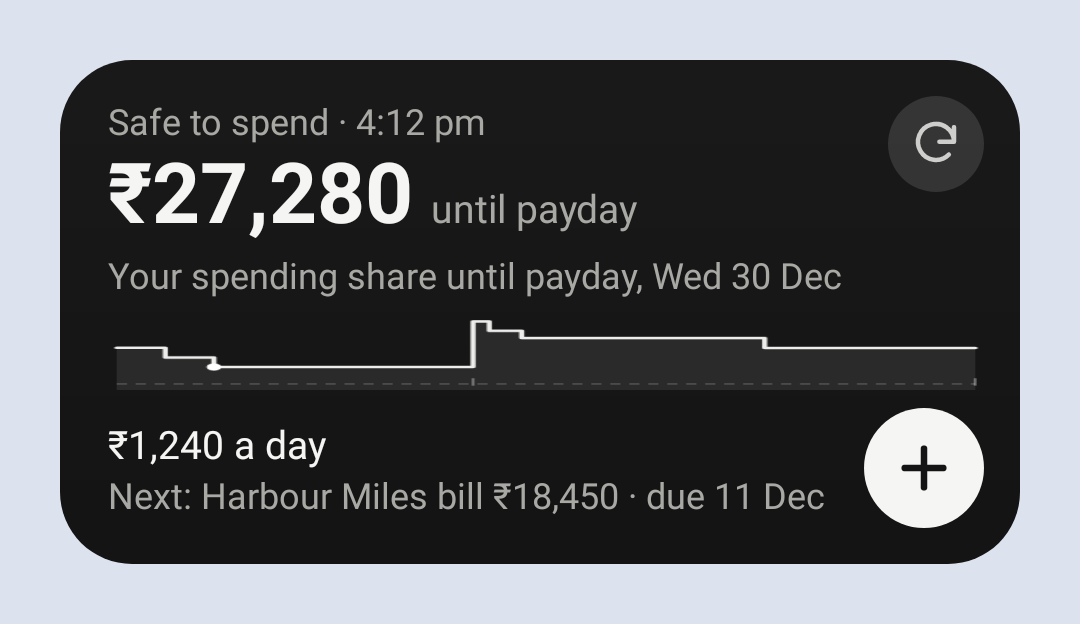 Safe to spend · 4:12 pm
₹27,280 until payday
Your spending share until payday, Wed 30 Dec
₹1,240 a day
Next: Harbour Miles bill ₹18,450 · due 11 Dec